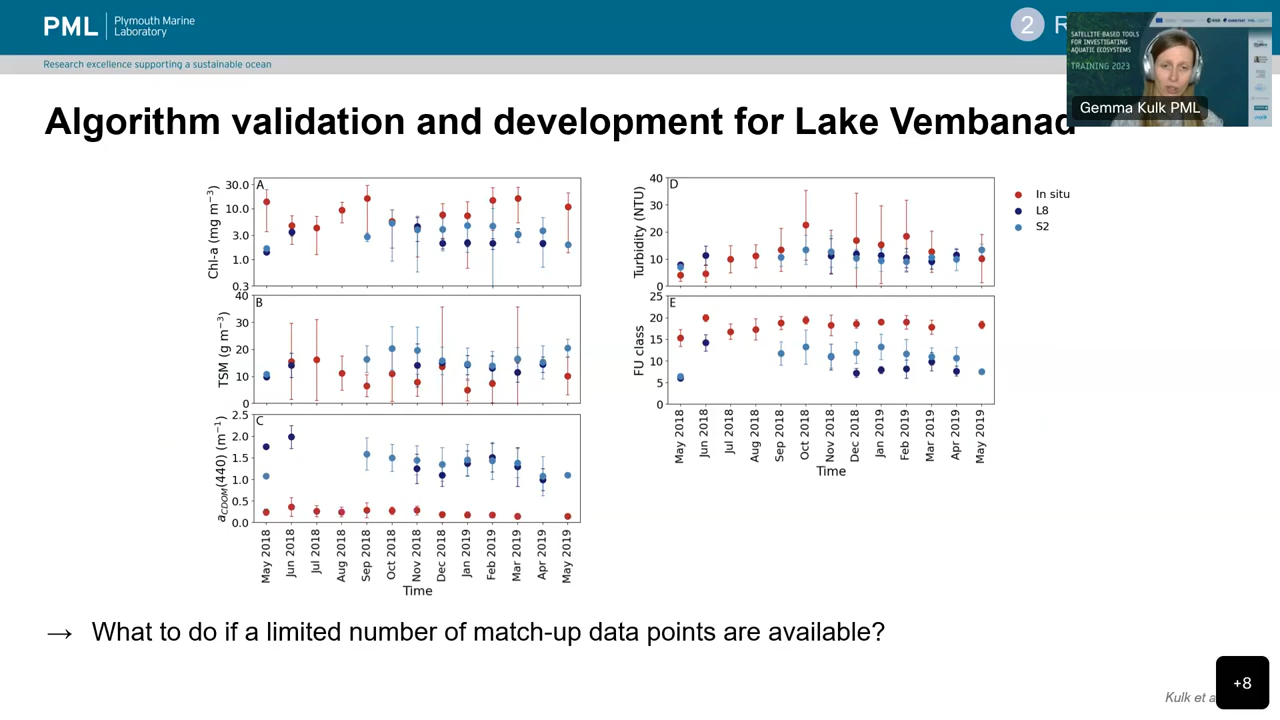 PML
Plymouth Marine
Laboratory
2
Research excellence supporting a sustainable ocean
SATELLITE-BASED TOOLS
FOR INVESTIGATING
AQUATIC ECOSYSTEMS
TRAINING 2023
Gemma Kulk PML
Algorithm validation and development for Lake Vembanad
A
Chl-a (mg m⁻³)
30.0
10.0
3.0
1.0
0.3
B
TSM (g m⁻³)
40
30
20
10
0
C
aCDOM(440) (m⁻¹)
2.5
2.0
1.5
1.0
0.5
0.0
May 2018
Jun 2018
Jul 2018
Aug 2018
Sep 2018
Oct 2018
Nov 2018
Dec 2018
Jan 2019
Feb 2019
Mar 2019
Apr 2019
May 2019
Time
D
Turbidity (NTU)
40
30
20
10
0
E
FU class
25
20
15
10
5
0
May 2018
Jun 2018
Jul 2018
Aug 2018
Sep 2018
Oct 2018
Nov 2018
Dec 2018
Jan 2019
Feb 2019
Mar 2019
Apr 2019
May 2019
Time
In situ
L8
S2
→ What to do if a limited number of match-up data points are available?
Kulk et a
+8